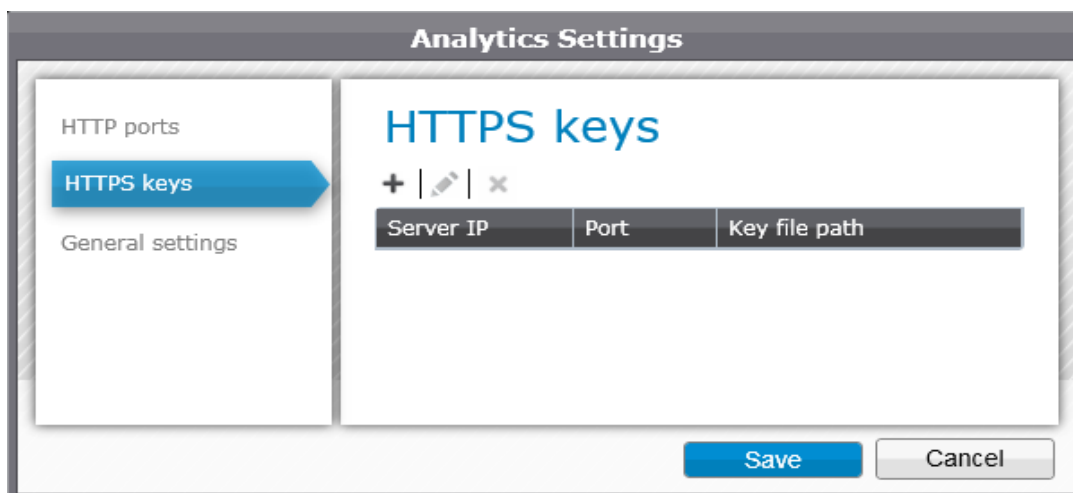 Analytics Settings
HTTP ports
HTTPS keys
General settings
HTTPS keys
Server IP Port Key file path
Save Cancel